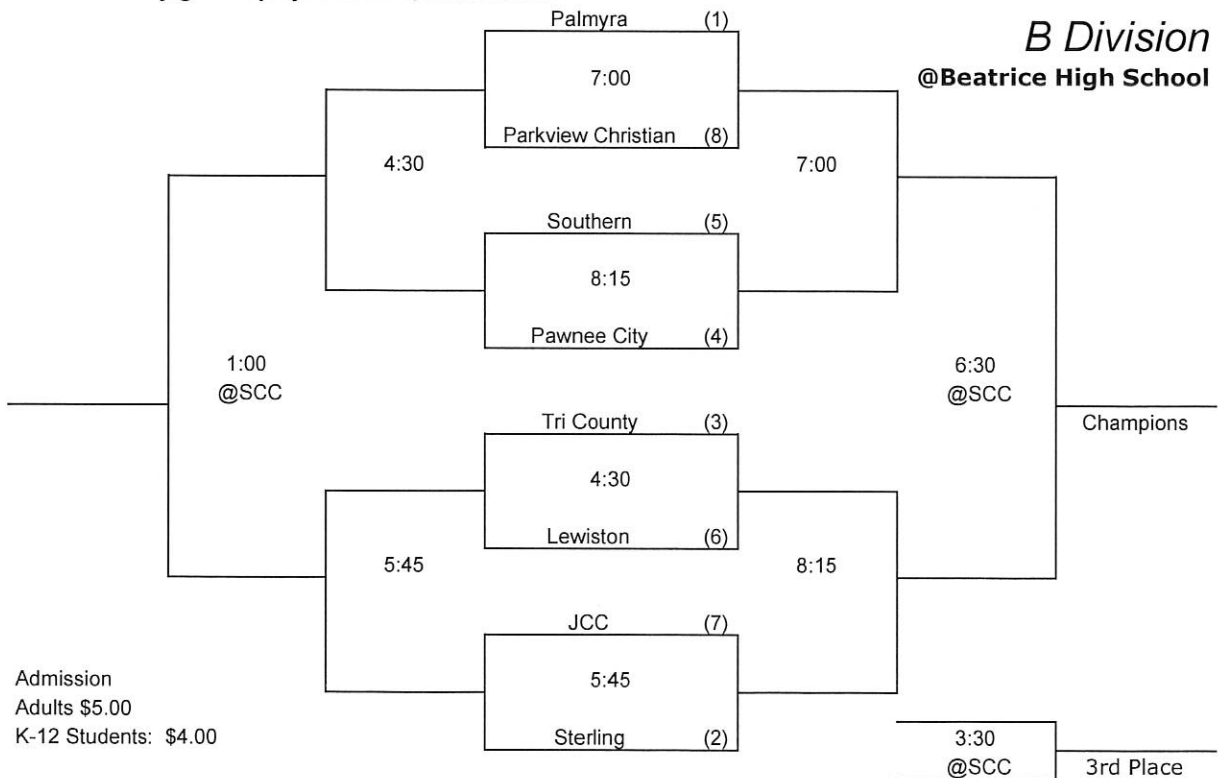 Palmyra (1)
B Division
@Beatrice High School
7:00
Parkview Christian (8)
4:30
7:00
Southern (5)
8:15
Pawnee City (4)
1:00
@SCC
6:30
@SCC
Tri County (3)
Champions
4:30
Lewiston (6)
5:45
8:15
JCC (7)
Admission
Adults $5.00
K-12 Students: $4.00
5:45
Sterling (2)
3:30
@SCC
3rd Place